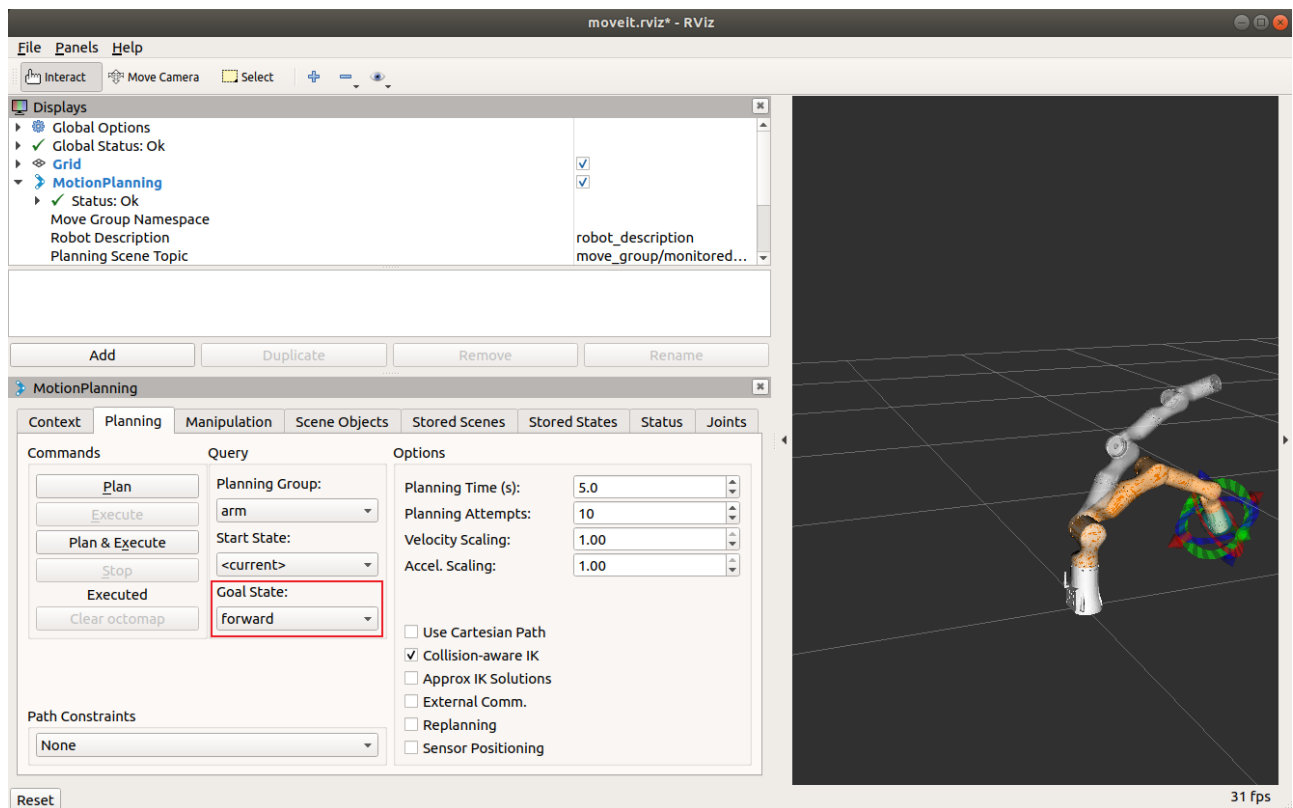 moveit.rviz* - RViz
File Panels Help
Interact Move Camera Select
Displays
Global Options
Global Status: Ok
Grid
MotionPlanning
Status: Ok
Move Group Namespace
Robot Description robot_description
Planning Scene Topic move_group/monitored...
Add Duplicate Remove Rename
MotionPlanning
Context Planning Manipulation Scene Objects Stored Scenes Stored States Status Joints
Commands Query Options
Plan Planning Group: Planning Time (s): 5.0
Execute arm Planning Attempts: 10
Plan & Execute Start State: Velocity Scaling: 1.00
Stop <current> Accel. Scaling: 1.00
Executed Goal State:
Clear octomap forward
Use Cartesian Path
Collision-aware IK
Approx IK Solutions
External Comm.
Path Constraints Replanning
None Sensor Positioning
Reset 31 fps